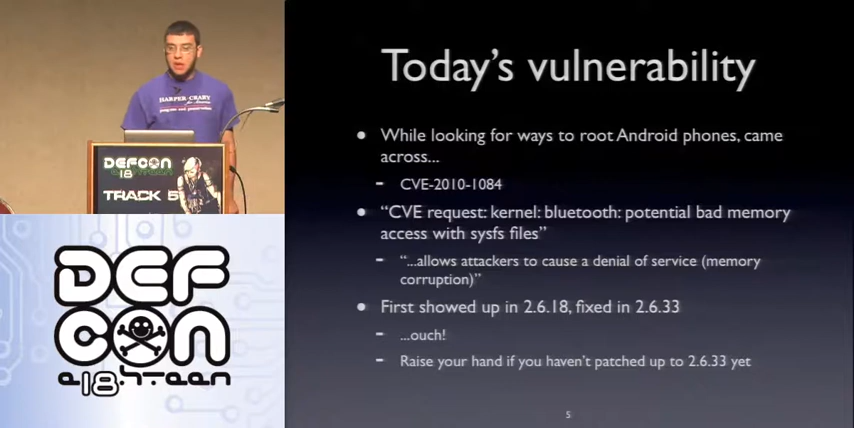 Today's vulnerability
While looking for ways to root Android phones, came
across...
CVE-2010-1084
"CVE request: kernel: bluetooth: potential bad memory
access with sysfs files"
"...allows attackers to cause a denial of service (memory
corruption)"
First showed up in 2.6.18, fixed in 2.6.33
...ouch!
Raise your hand if you haven't patched up to 2.6.33 yet
5
HARPER-CRARY
DEFCON
18
TRACK 5
DEF
CON
e18h-teen